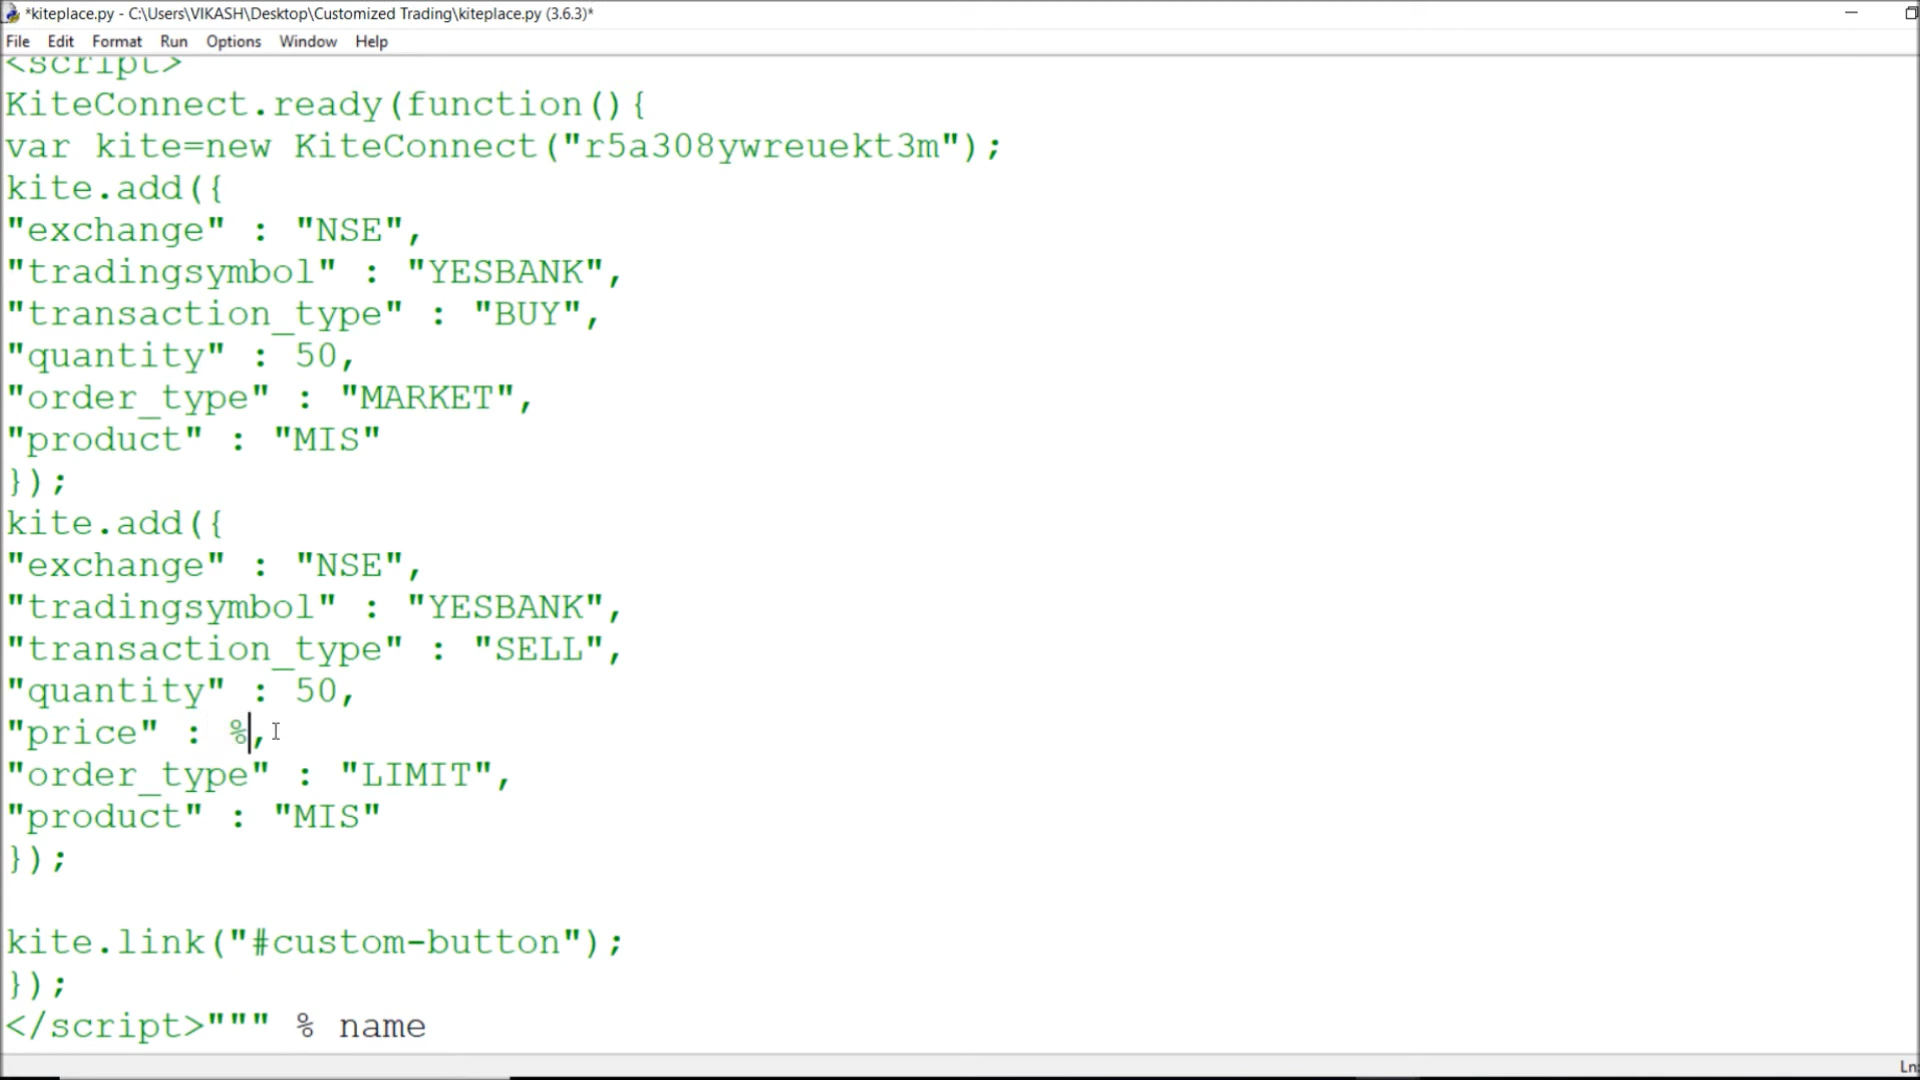 *kiteplace.py - C:\Users\VIKASH\Desktop\Customized Trading\kiteplace.py (3.6.3)*
File Edit Format Run Options Window Help
<script>
KiteConnect.ready(function(){
var kite=new KiteConnect("r5a308ywreuekt3m");
kite.add({
"exchange" : "NSE",
"tradingsymbol" : "YESBANK",
"transaction_type" : "BUY",
"quantity" : 50,
"order_type" : "MARKET",
"product" : "MIS"
});
kite.add({
"exchange" : "NSE",
"tradingsymbol" : "YESBANK",
"transaction_type" : "SELL",
"quantity" : 50,
"price" : %,
"order_type" : "LIMIT",
"product" : "MIS"
});
kite.link("#custom-button");
});
</script>""" % name
Ln